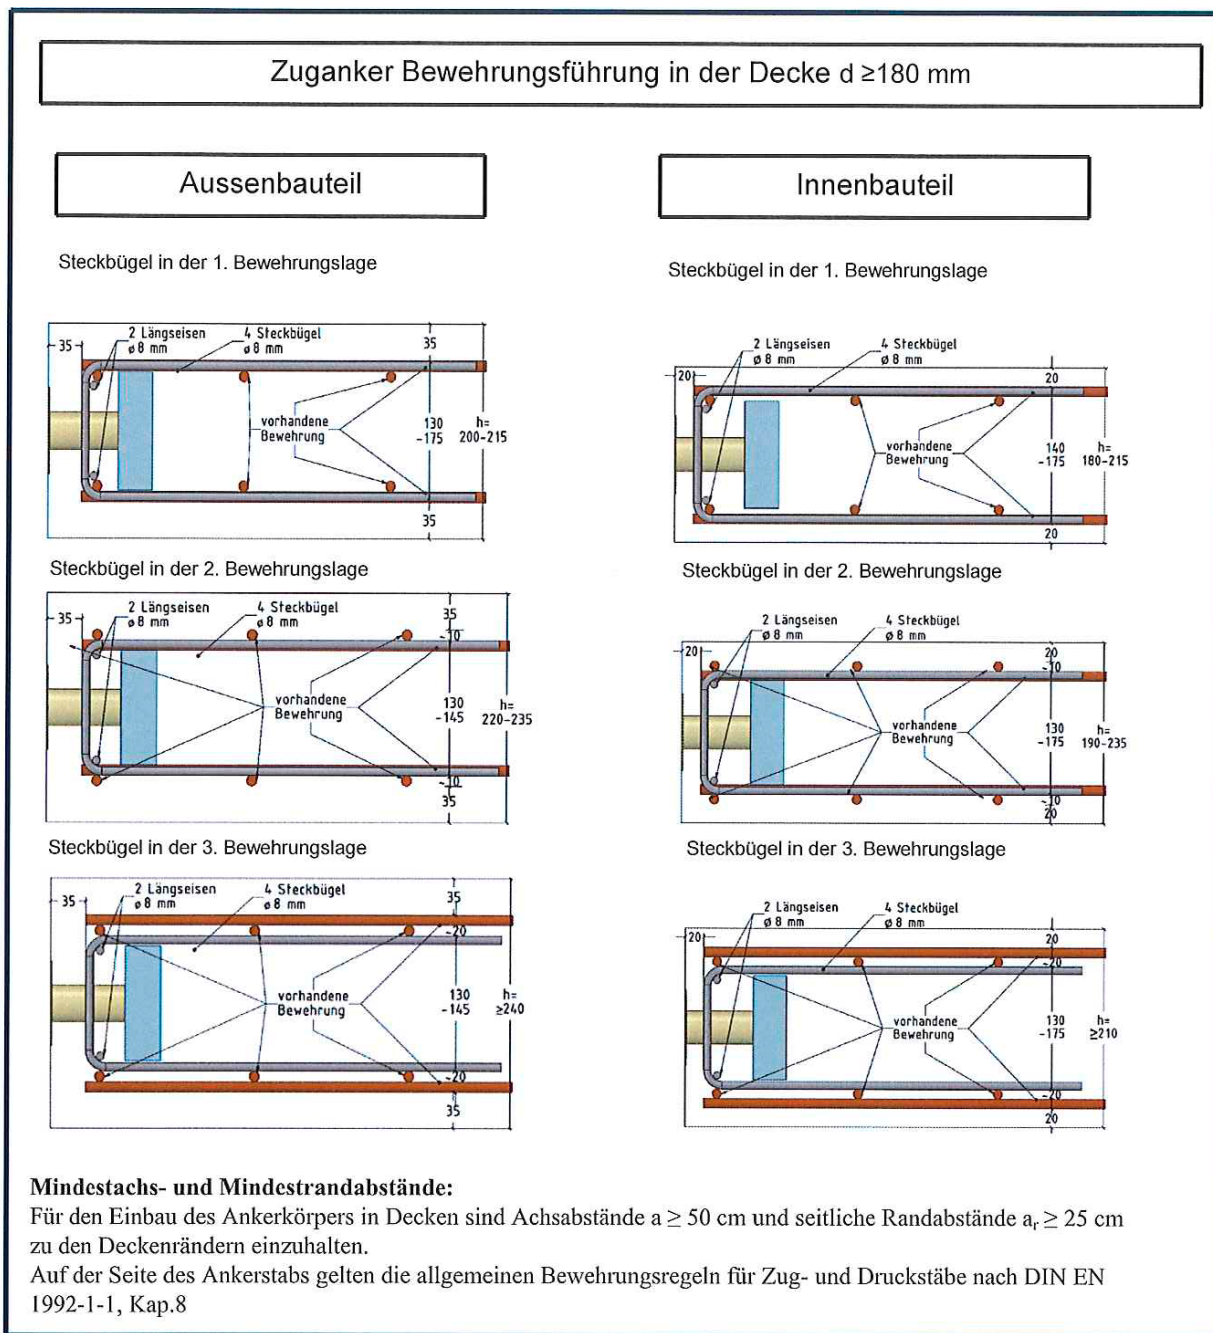 Zuganker Bewehrungsführung in der Decke d ≥180 mm
Aussenbauteil
Steckbügel in der 1. Bewehrungslage
35
2 Längseisen
ø 8 mm
4 Steckbügel
ø 8 mm
35
vorhandene
Bewehrung
130
-175
h=
200-215
35
Steckbügel in der 2. Bewehrungslage
35
2 Längseisen
ø 8 mm
4 Steckbügel
ø 8 mm
35
~10
vorhandene
Bewehrung
130
-145
h=
220-235
~10
35
Steckbügel in der 3. Bewehrungslage
35
2 Längseisen
ø 8 mm
4 Steckbügel
ø 8 mm
35
~20
vorhandene
Bewehrung
130
-145
h=
≥240
~20
35
Innenbauteil
Steckbügel in der 1. Bewehrungslage
20
2 Längseisen
ø 8 mm
4 Steckbügel
ø 8 mm
20
vorhandene
Bewehrung
140
-175
h=
180-215
20
Steckbügel in der 2. Bewehrungslage
20
2 Längseisen
ø 8 mm
4 Steckbügel
ø 8 mm
20
~10
vorhandene
Bewehrung
130
-175
h=
190-235
~10
20
Steckbügel in der 3. Bewehrungslage
20
2 Längseisen
ø 8 mm
4 Steckbügel
ø 8 mm
20
~20
vorhandene
Bewehrung
130
-175
h=
≥210
~20
20
Mindestachs- und Mindestrandabstände:
Für den Einbau des Ankerkörpers in Decken sind Achsabstände a ≥ 50 cm und seitliche Randabstände aᵣ ≥ 25 cm
zu den Deckenrändern einzuhalten.
Auf der Seite des Ankerstabs gelten die allgemeinen Bewehrungsregeln für Zug- und Druckstäbe nach DIN EN
1992-1-1, Kap.8